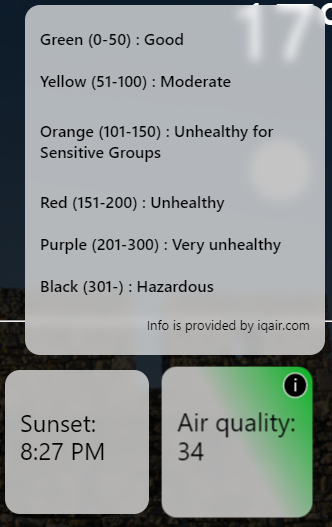 17°
Green (0-50) : Good
Yellow (51-100) : Moderate
Orange (101-150) : Unhealthy for
Sensitive Groups
Red (151-200) : Unhealthy
Purple (201-300) : Very unhealthy
Black (301-) : Hazardous
Info is provided by iqair.com
Sunset:
8:27 PM
i
Air quality:
34